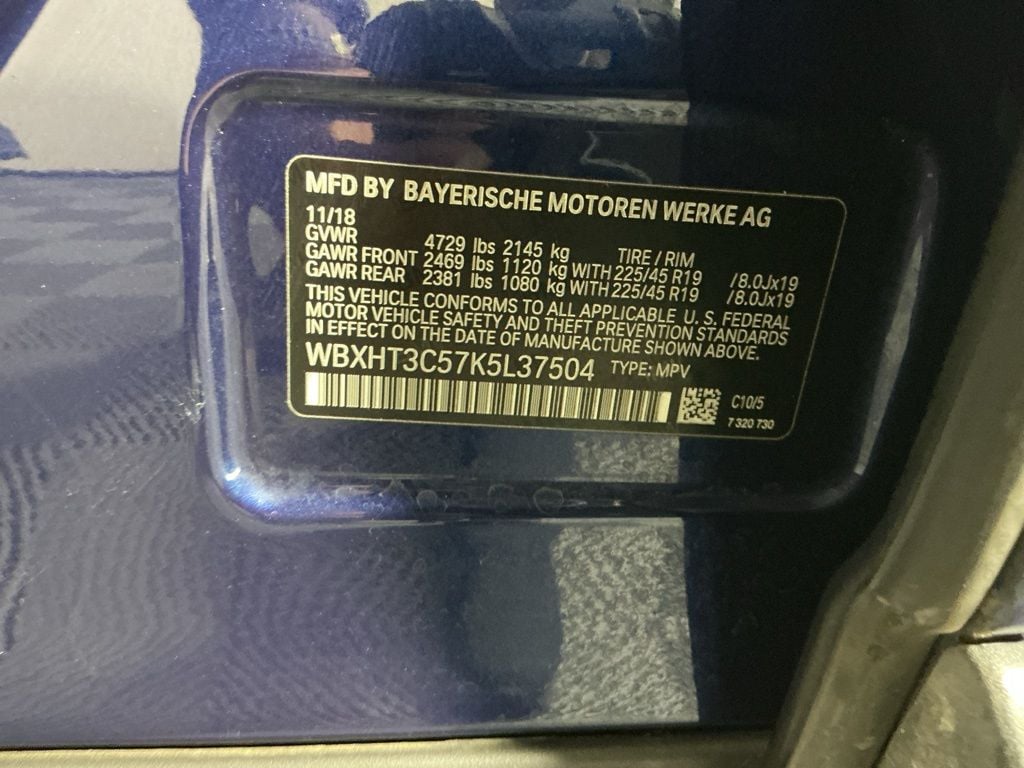 MFD BY BAYERISCHE MOTOREN WERKE AG
11/18
GVWR 4729 lbs 2145 kg TIRE / RIM
GAWR FRONT 2469 lbs 1120 kg WITH 225/45 R19 /8.0Jx19
GAWR REAR 2381 lbs 1080 kg WITH 225/45 R19 /8.0Jx19
THIS VEHICLE CONFORMS TO ALL APPLICABLE U. S. FEDERAL
MOTOR VEHICLE SAFETY AND THEFT PREVENTION STANDARDS
IN EFFECT ON THE DATE OF MANUFACTURE SHOWN ABOVE.
WBXHT3C57K5L37504 TYPE: MPV
C10/5
7 320 730